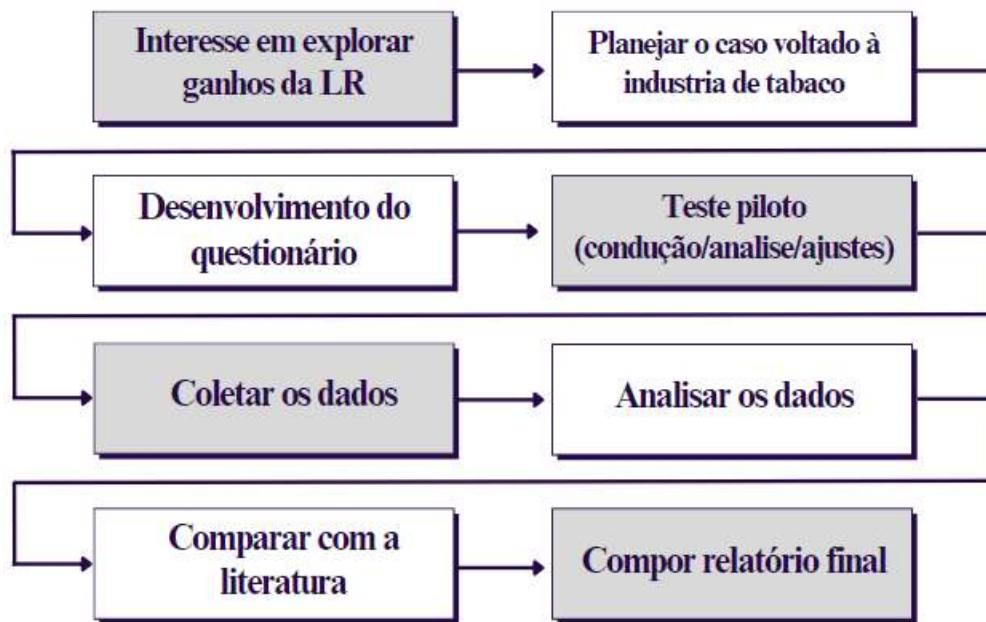 Interesse em explorar
ganhos da LR
Planejar o caso voltado à
industria de tabaco
Desenvolvimento do
questionário
Teste piloto
(condução/analise/ajustes)
Coletar os dados
Analisar os dados
Comparar com a
literatura
Compor relatório final